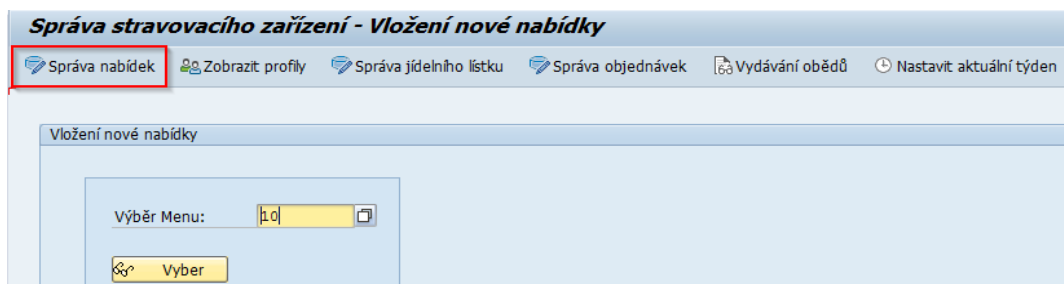 Správa stravovacího zařízení - Vložení nové nabídky
Správa nabídek Zobrazit profily Správa jídelního lístku Správa objednávek Vydávání obědů Nastavit aktuální týden
Vložení nové nabídky
Výběr Menu: 10
Vyber